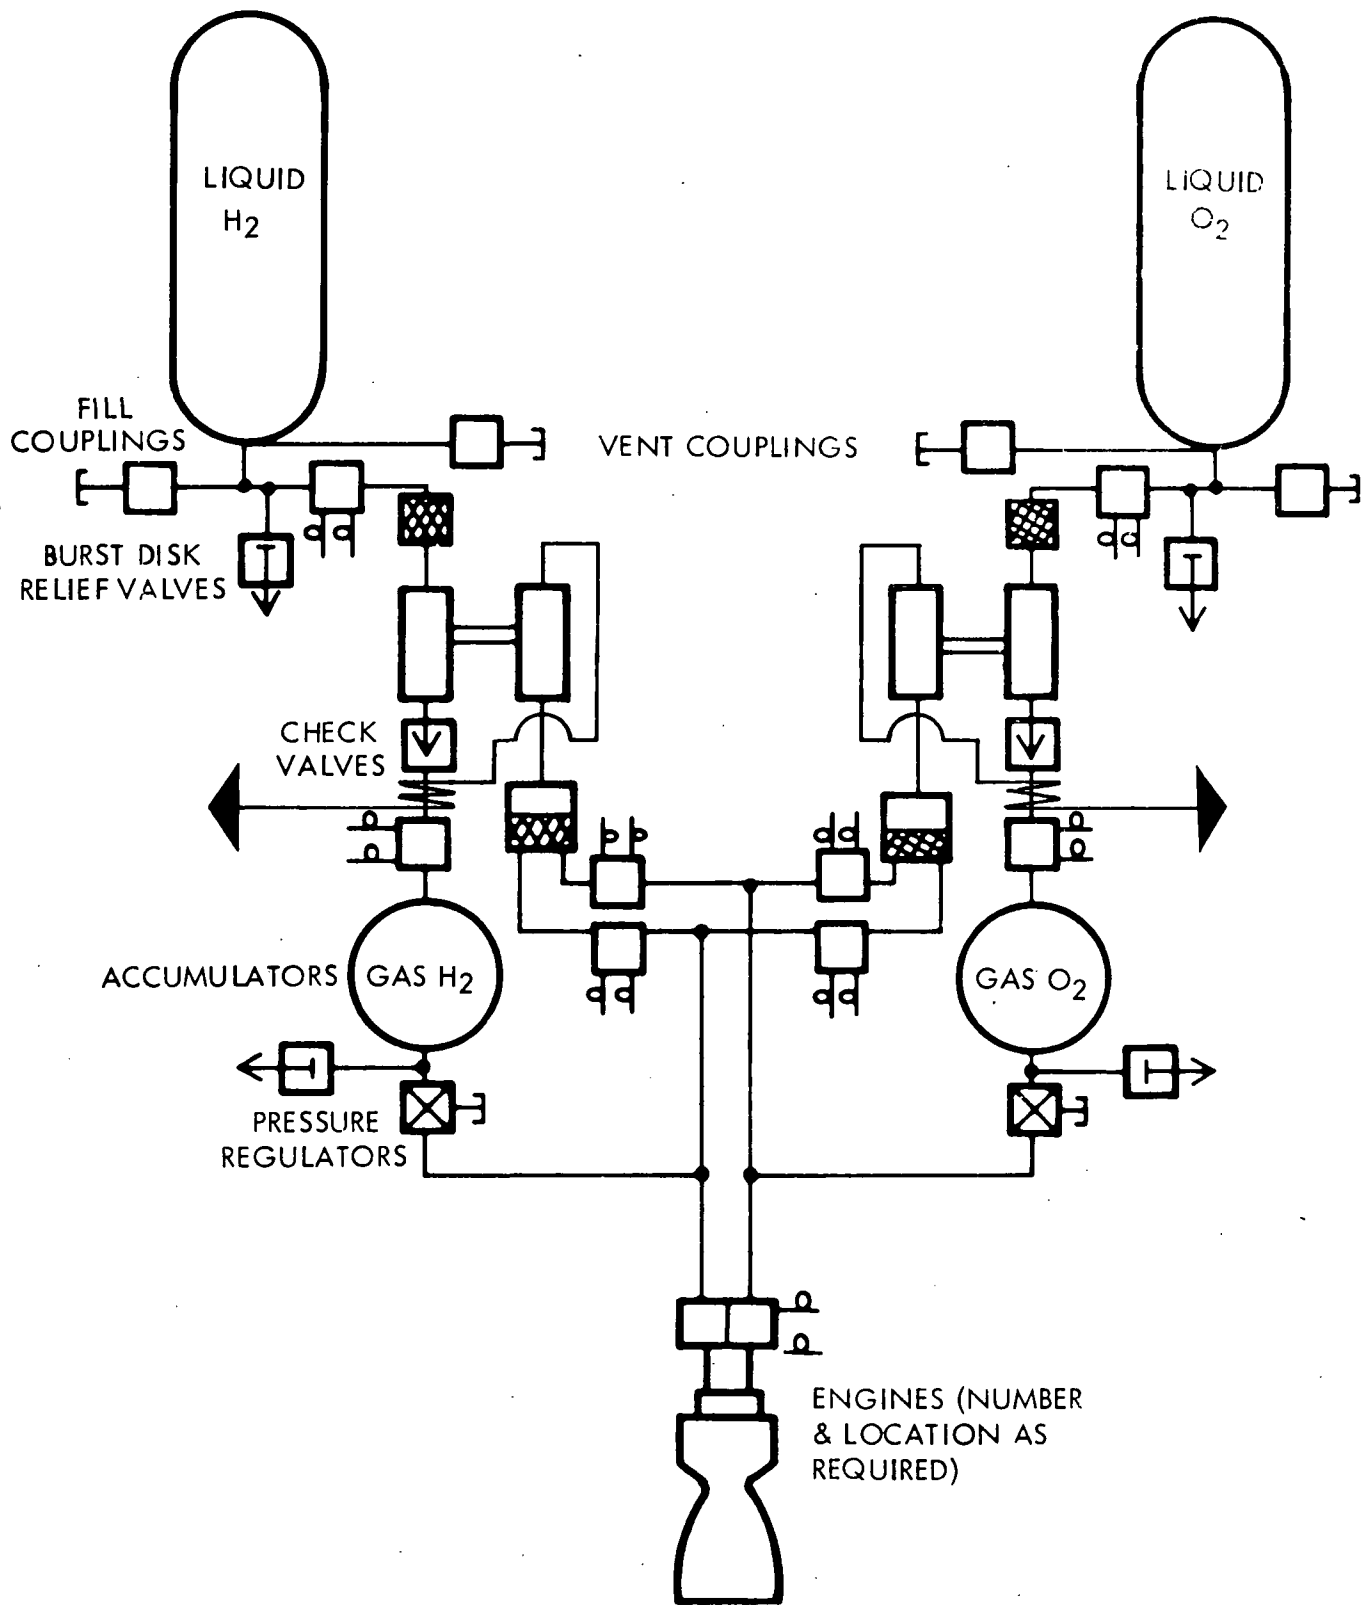 LIQUID
H2
LIQUID
O2
FILL
COUPLINGS
VENT COUPLINGS
BURST DISK
RELIEF VALVES
CHECK
VALVES
ACCUMULATORS
GAS H2
GAS O2
PRESSURE
REGULATORS
ENGINES (NUMBER
& LOCATION AS
REQUIRED)